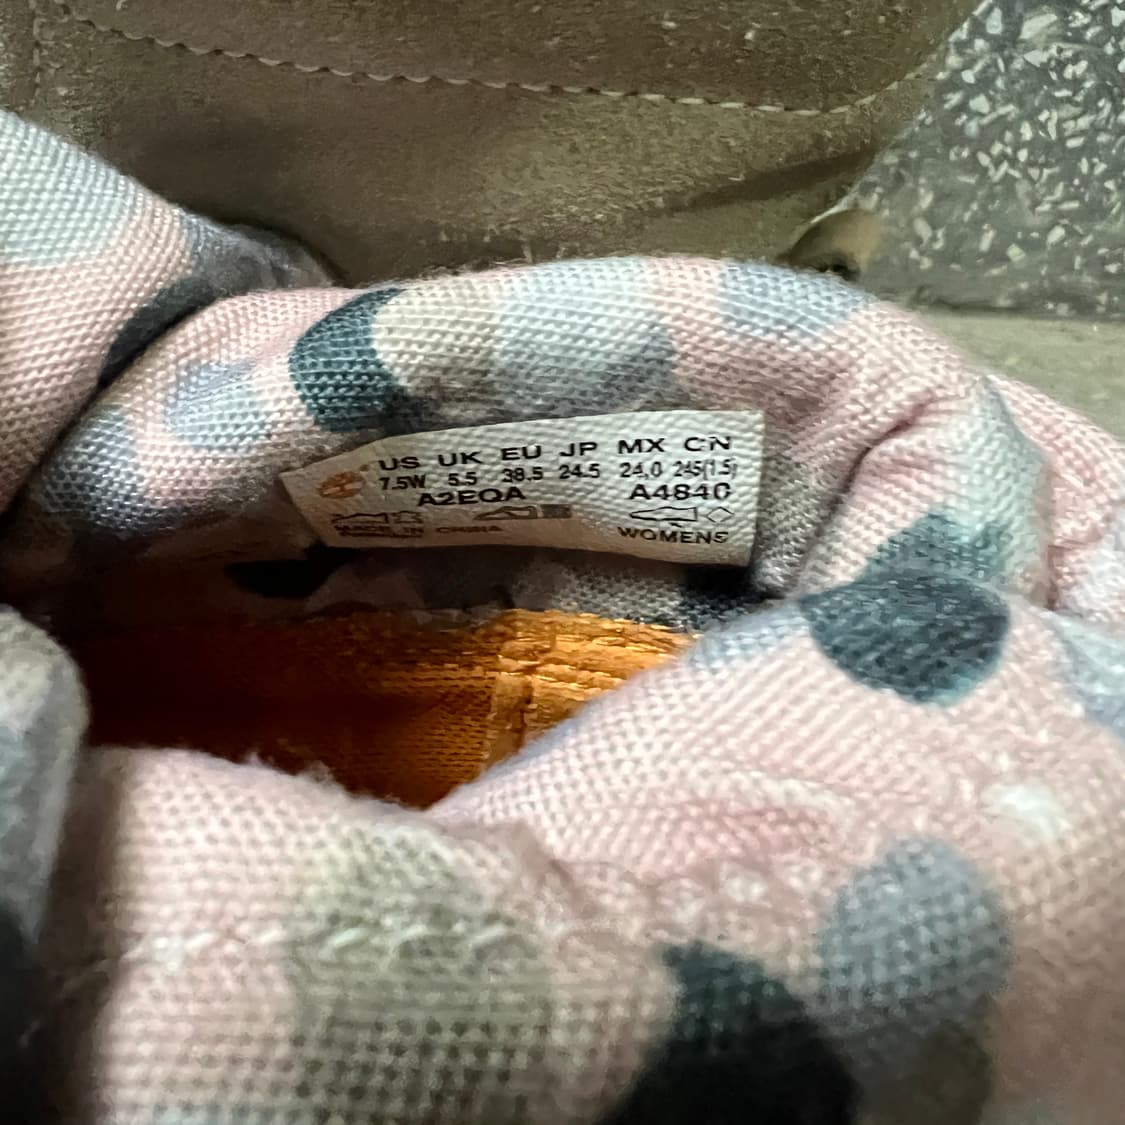 US UK EU JP MX CN
7.5W 5.5 38.5 24.5 24,0 245(1.5)
A2EQA A4840
MADE IN CHINA
WOMENS